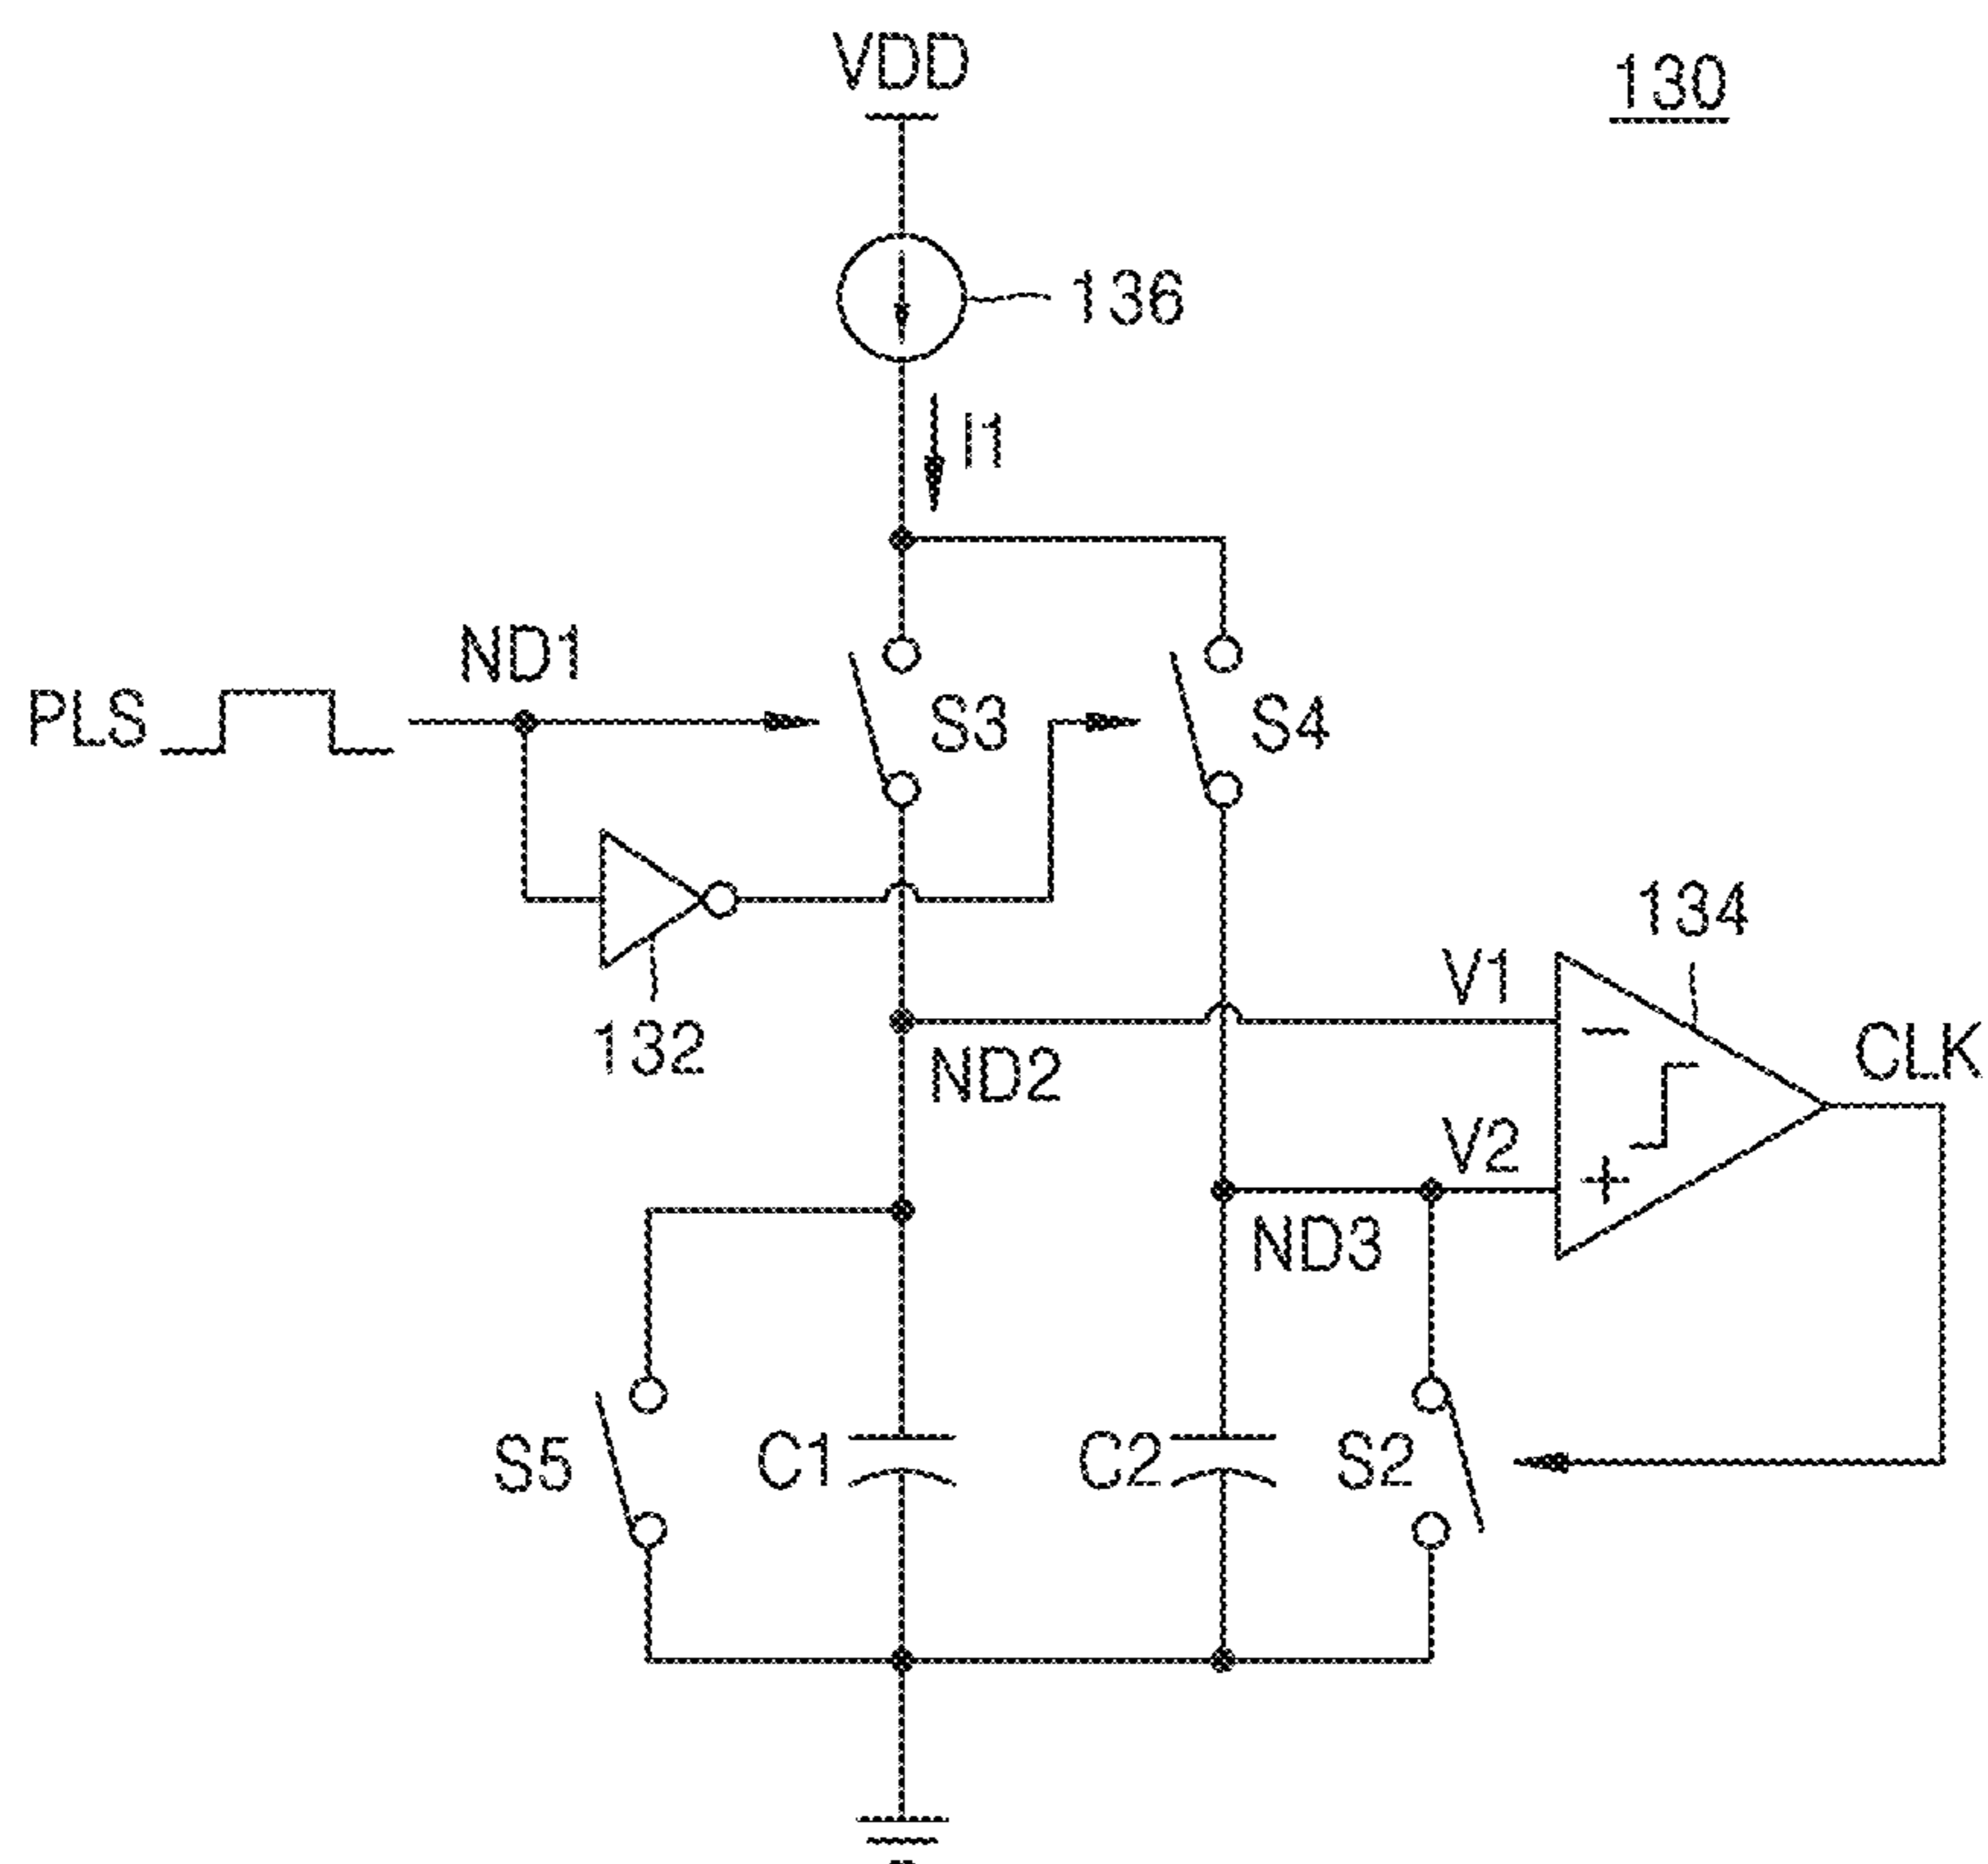 VDD
130
136
I1
ND1
PLS
S3
S4
134
V1
132
ND2
CLK
V2
ND3
S5
C1
C2
S2